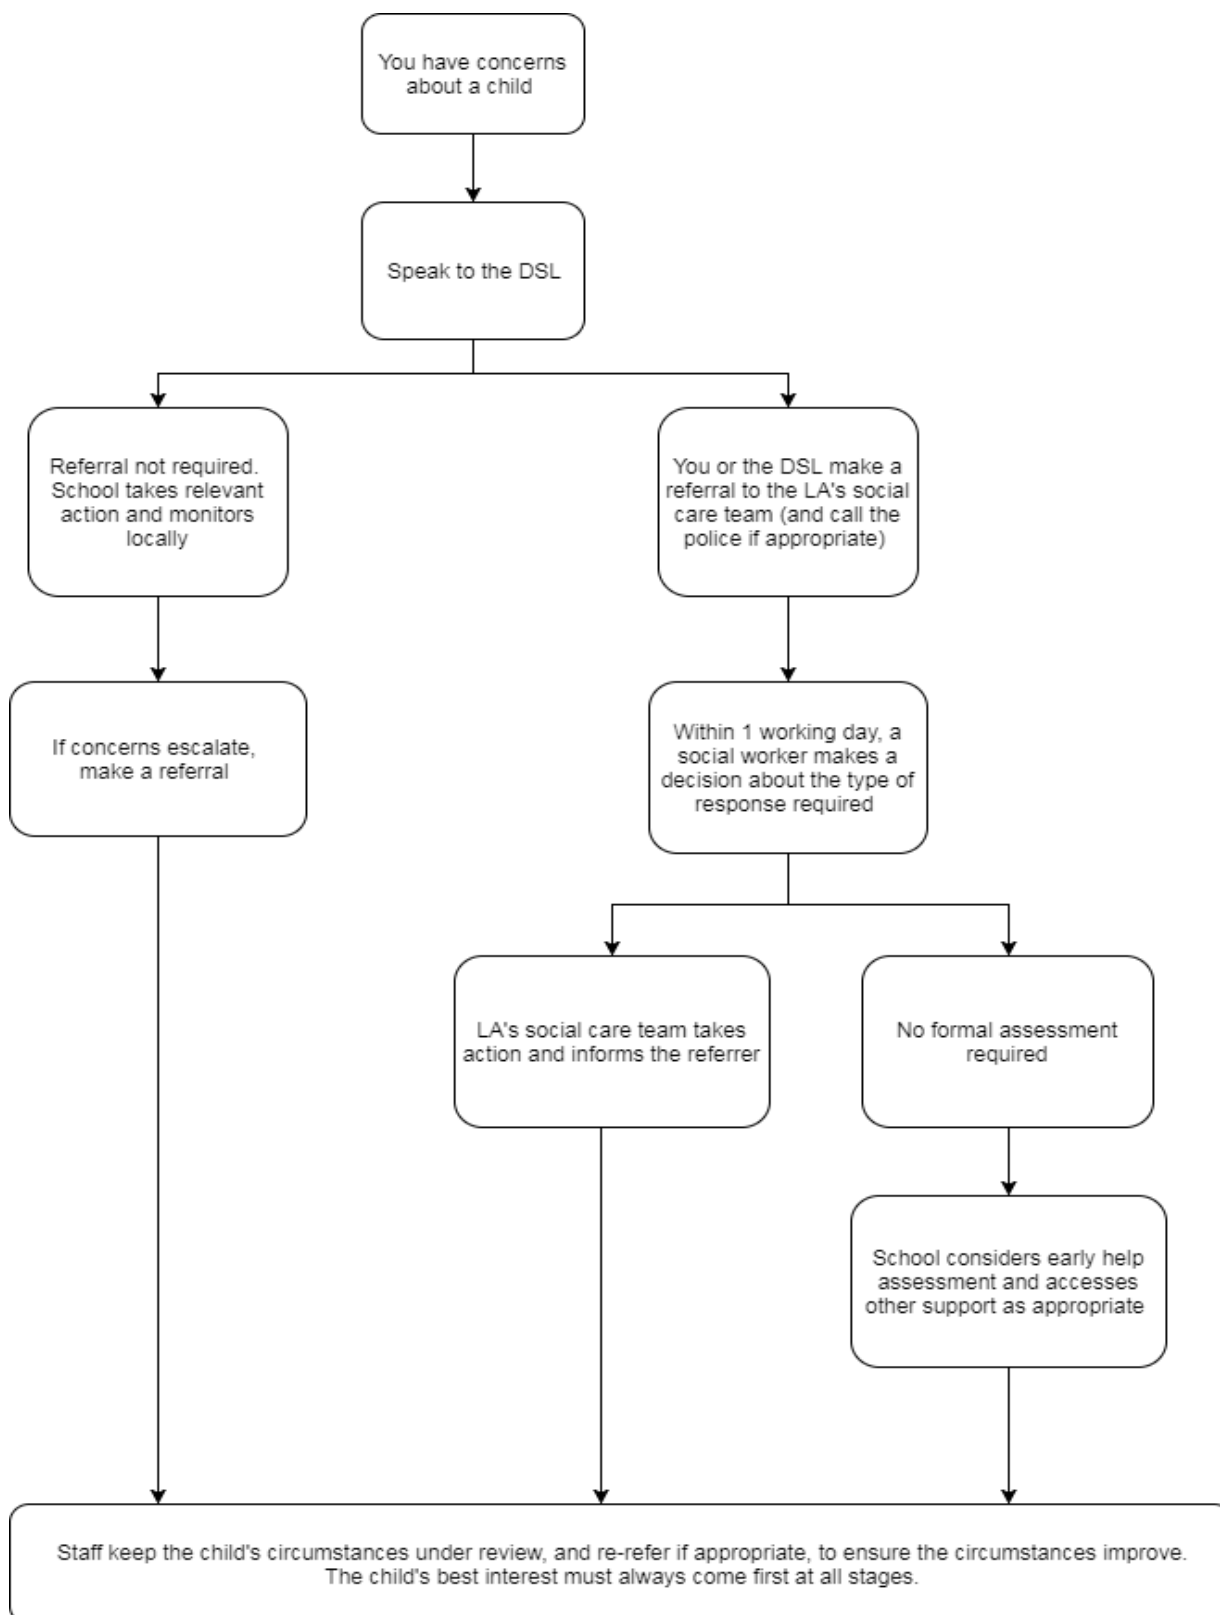 You have concerns
about a child
Speak to the DSL
Referral not required.
School takes relevant
action and monitors
locally
You or the DSL make a
referral to the LA's social
care team (and call the
police if appropriate)
If concerns escalate,
make a referral
Within 1 working day, a
social worker makes a
decision about the type of
response required
LA's social care team takes
action and informs the referrer
No formal assessment
required
School considers early help
assessment and accesses
other support as appropriate
Staff keep the child's circumstances under review, and re-refer if appropriate, to ensure the circumstances improve.
The child's best interest must always come first at all stages.